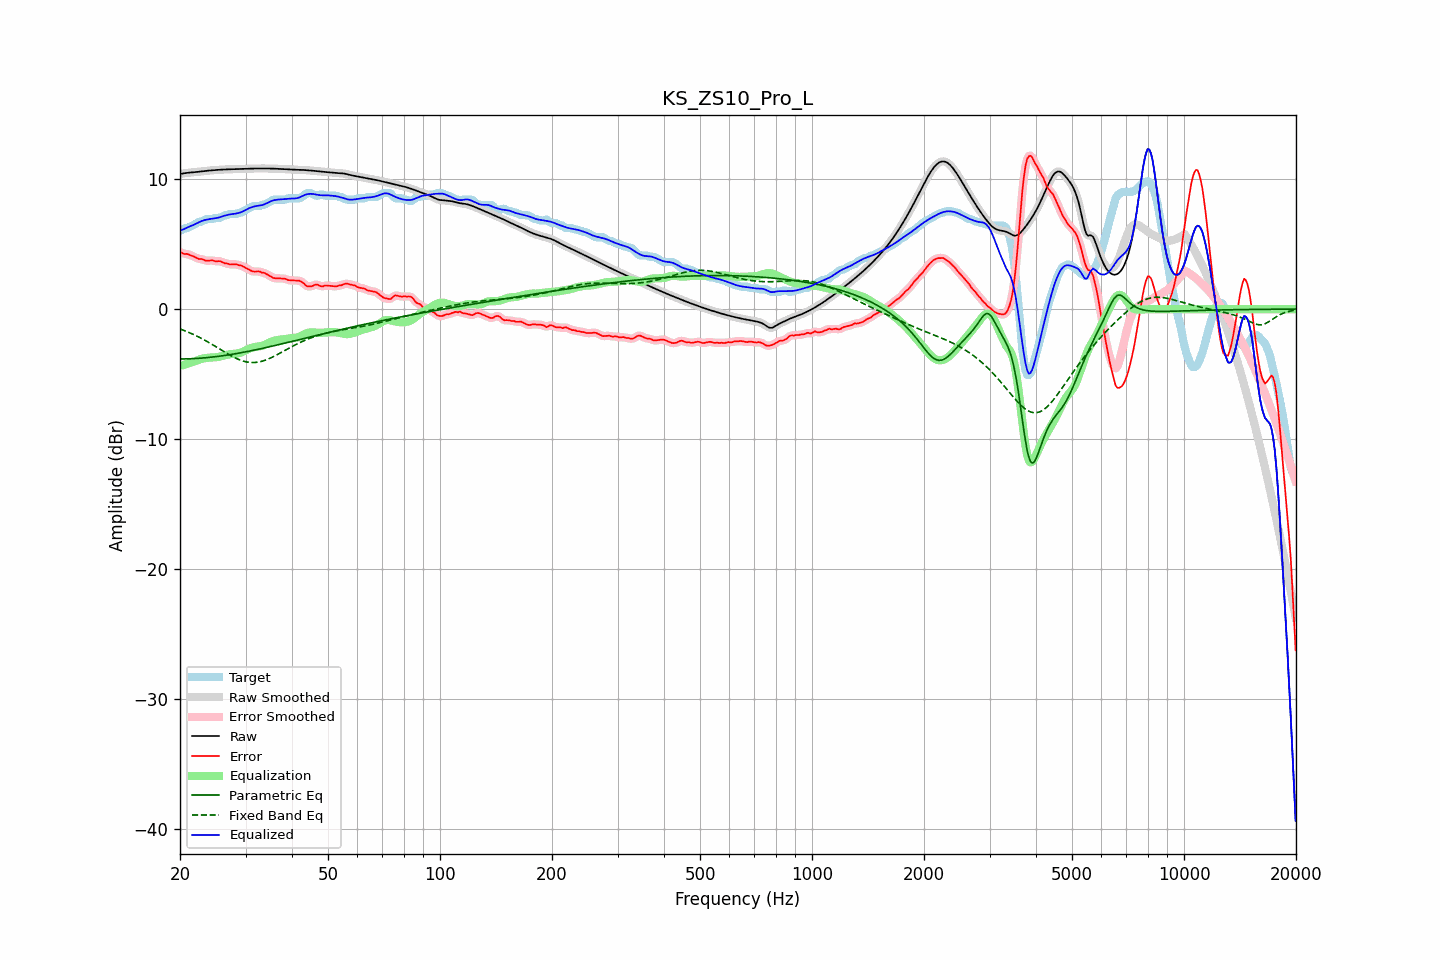 KS_ZS10_Pro_L
Amplitude (dBr)
10
0
−10
−20
−30
−40
Target
Raw Smoothed
Error Smoothed
Raw
Error
Equalization
Parametric Eq
Fixed Band Eq
Equalized
20 50 100 200 500 1000 2000 5000 10000 20000
Frequency (Hz)